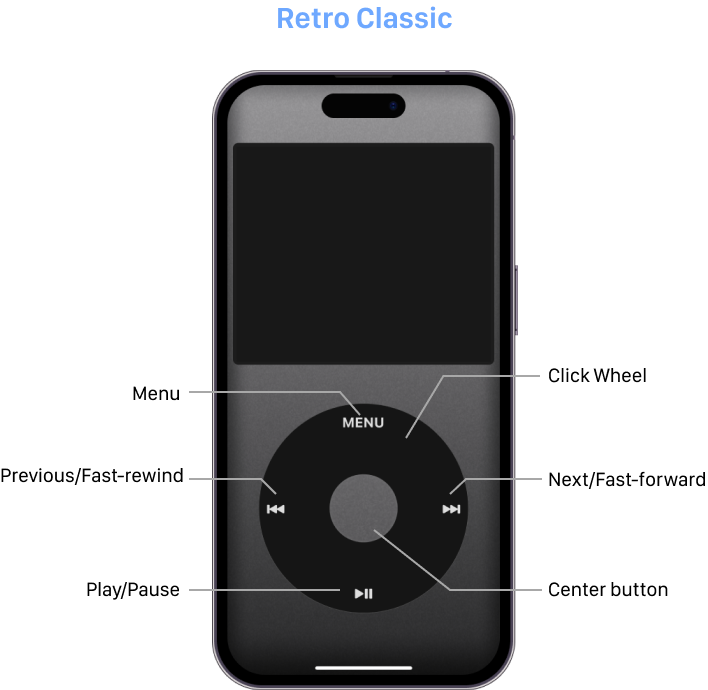 Retro Classic
Click Wheel
Menu
MENU
Previous/Fast-rewind
Next/Fast-forward
Play/Pause
Center button